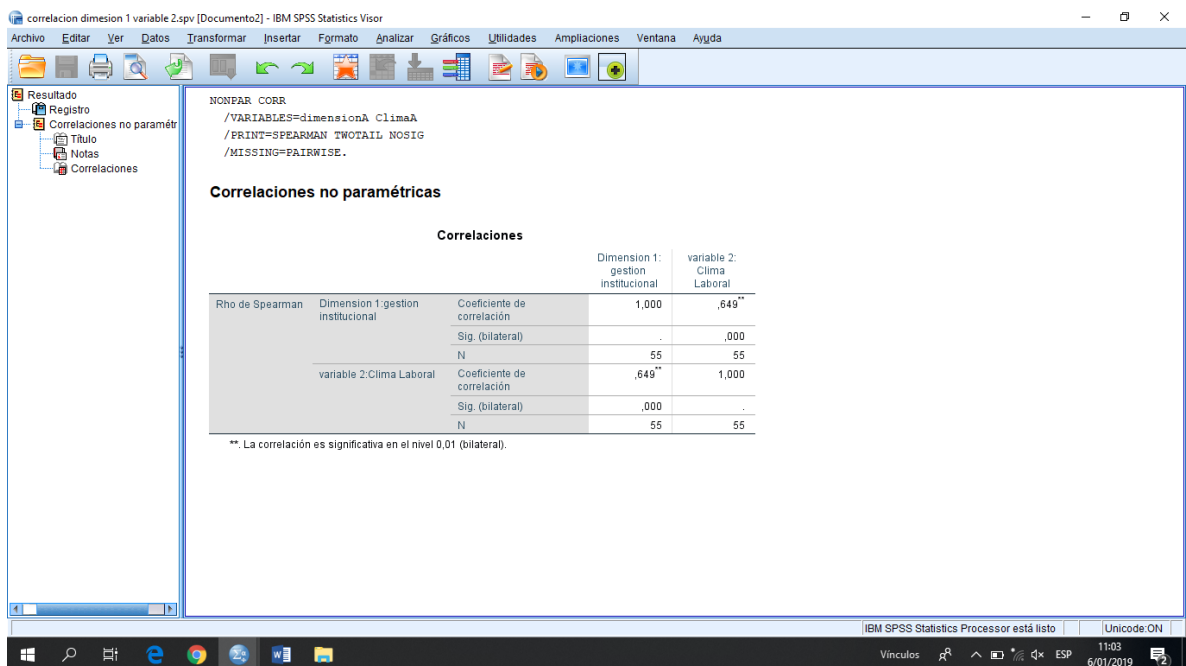 correlacion dimesion 1 variable 2.spv [Documento2] - IBM SPSS Statistics Visor
Archivo Editar Ver Datos Transformar Insertar Formato Analizar Gráficos Utilidades Ampliaciones Ventana Ayuda
Resultado
Registro
Correlaciones no paramétr
Título
Notas
Correlaciones
NONPAR CORR
/VARIABLES=dimensionA ClimaA
/PRINT=SPEARMAN TWOTAIL NOSIG
/MISSING=PAIRWISE.
Correlaciones no paramétricas
Correlaciones
Dimension 1:
gestion
institucional
variable 2:
Clima
Laboral
Rho de Spearman Dimension 1:gestion
institucional
Coeficiente de
correlación
1,000 ,649**
Sig. (bilateral) . ,000
N 55 55
variable 2:Clima Laboral
Coeficiente de
correlación
,649** 1,000
Sig. (bilateral) ,000 .
N 55 55
**. La correlación es significativa en el nivel 0,01 (bilateral).
IBM SPSS Statistics Processor está listo Unicode:ON
Vínculos ESP
11:03
6/01/2019
2